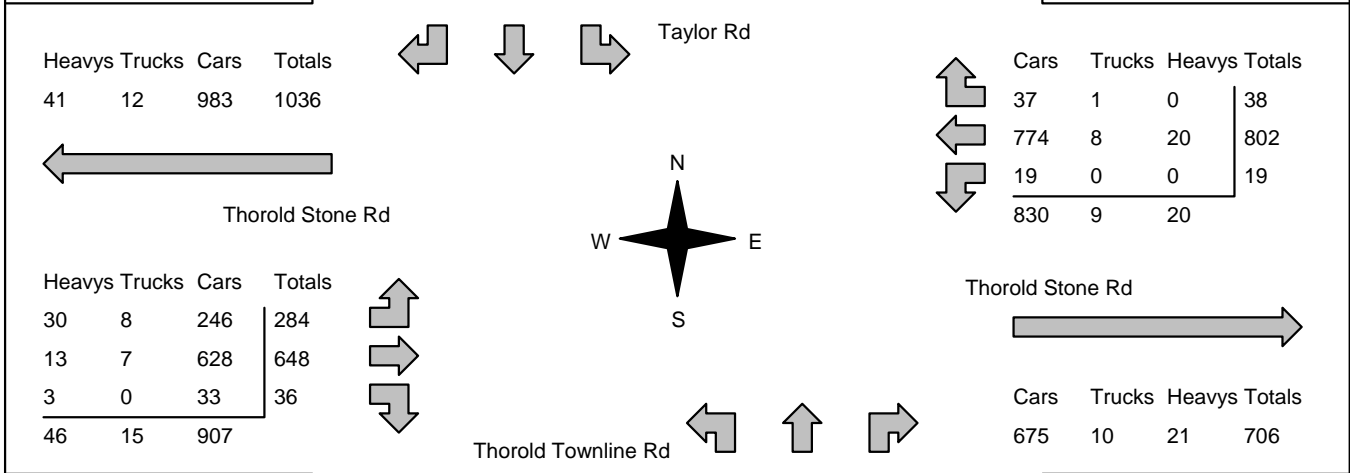 Taylor Rd
Heavys Trucks Cars Totals
41 12 983 1036
Cars Trucks Heavys Totals
37 1 0 38
774 8 20 802
19 0 0 19
830 9 20
Thorold Stone Rd
N
W E
S
Heavys Trucks Cars Totals
30 8 246 284
13 7 628 648
3 0 33 36
46 15 907
Thorold Stone Rd
Cars Trucks Heavys Totals
675 10 21 706
Thorold Townline Rd